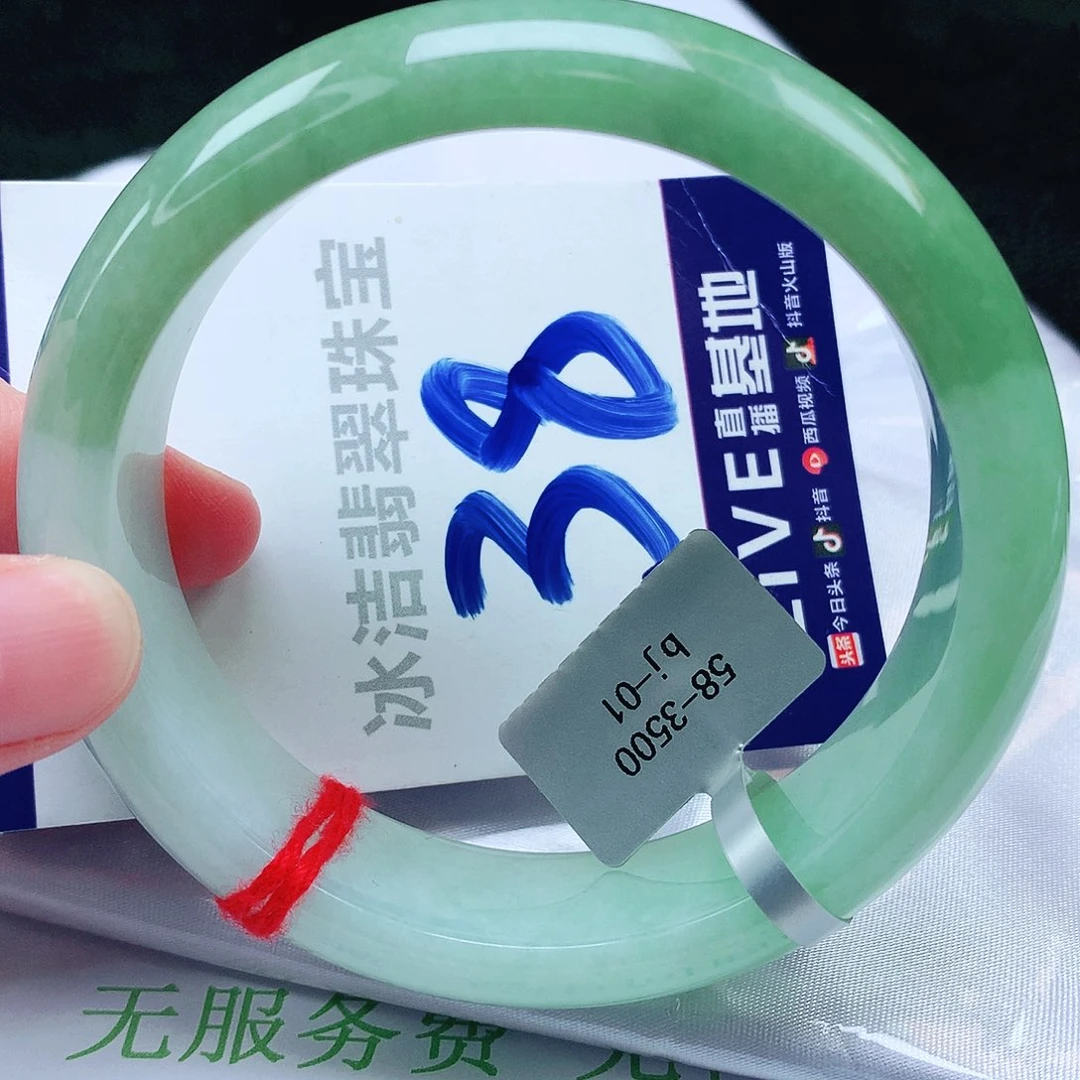 冰洁翡翠珠宝
38
LIVE直播基地
今日头条 抖音 西瓜视频 抖音火山版
头条
58-3500
bj-01
无服务费